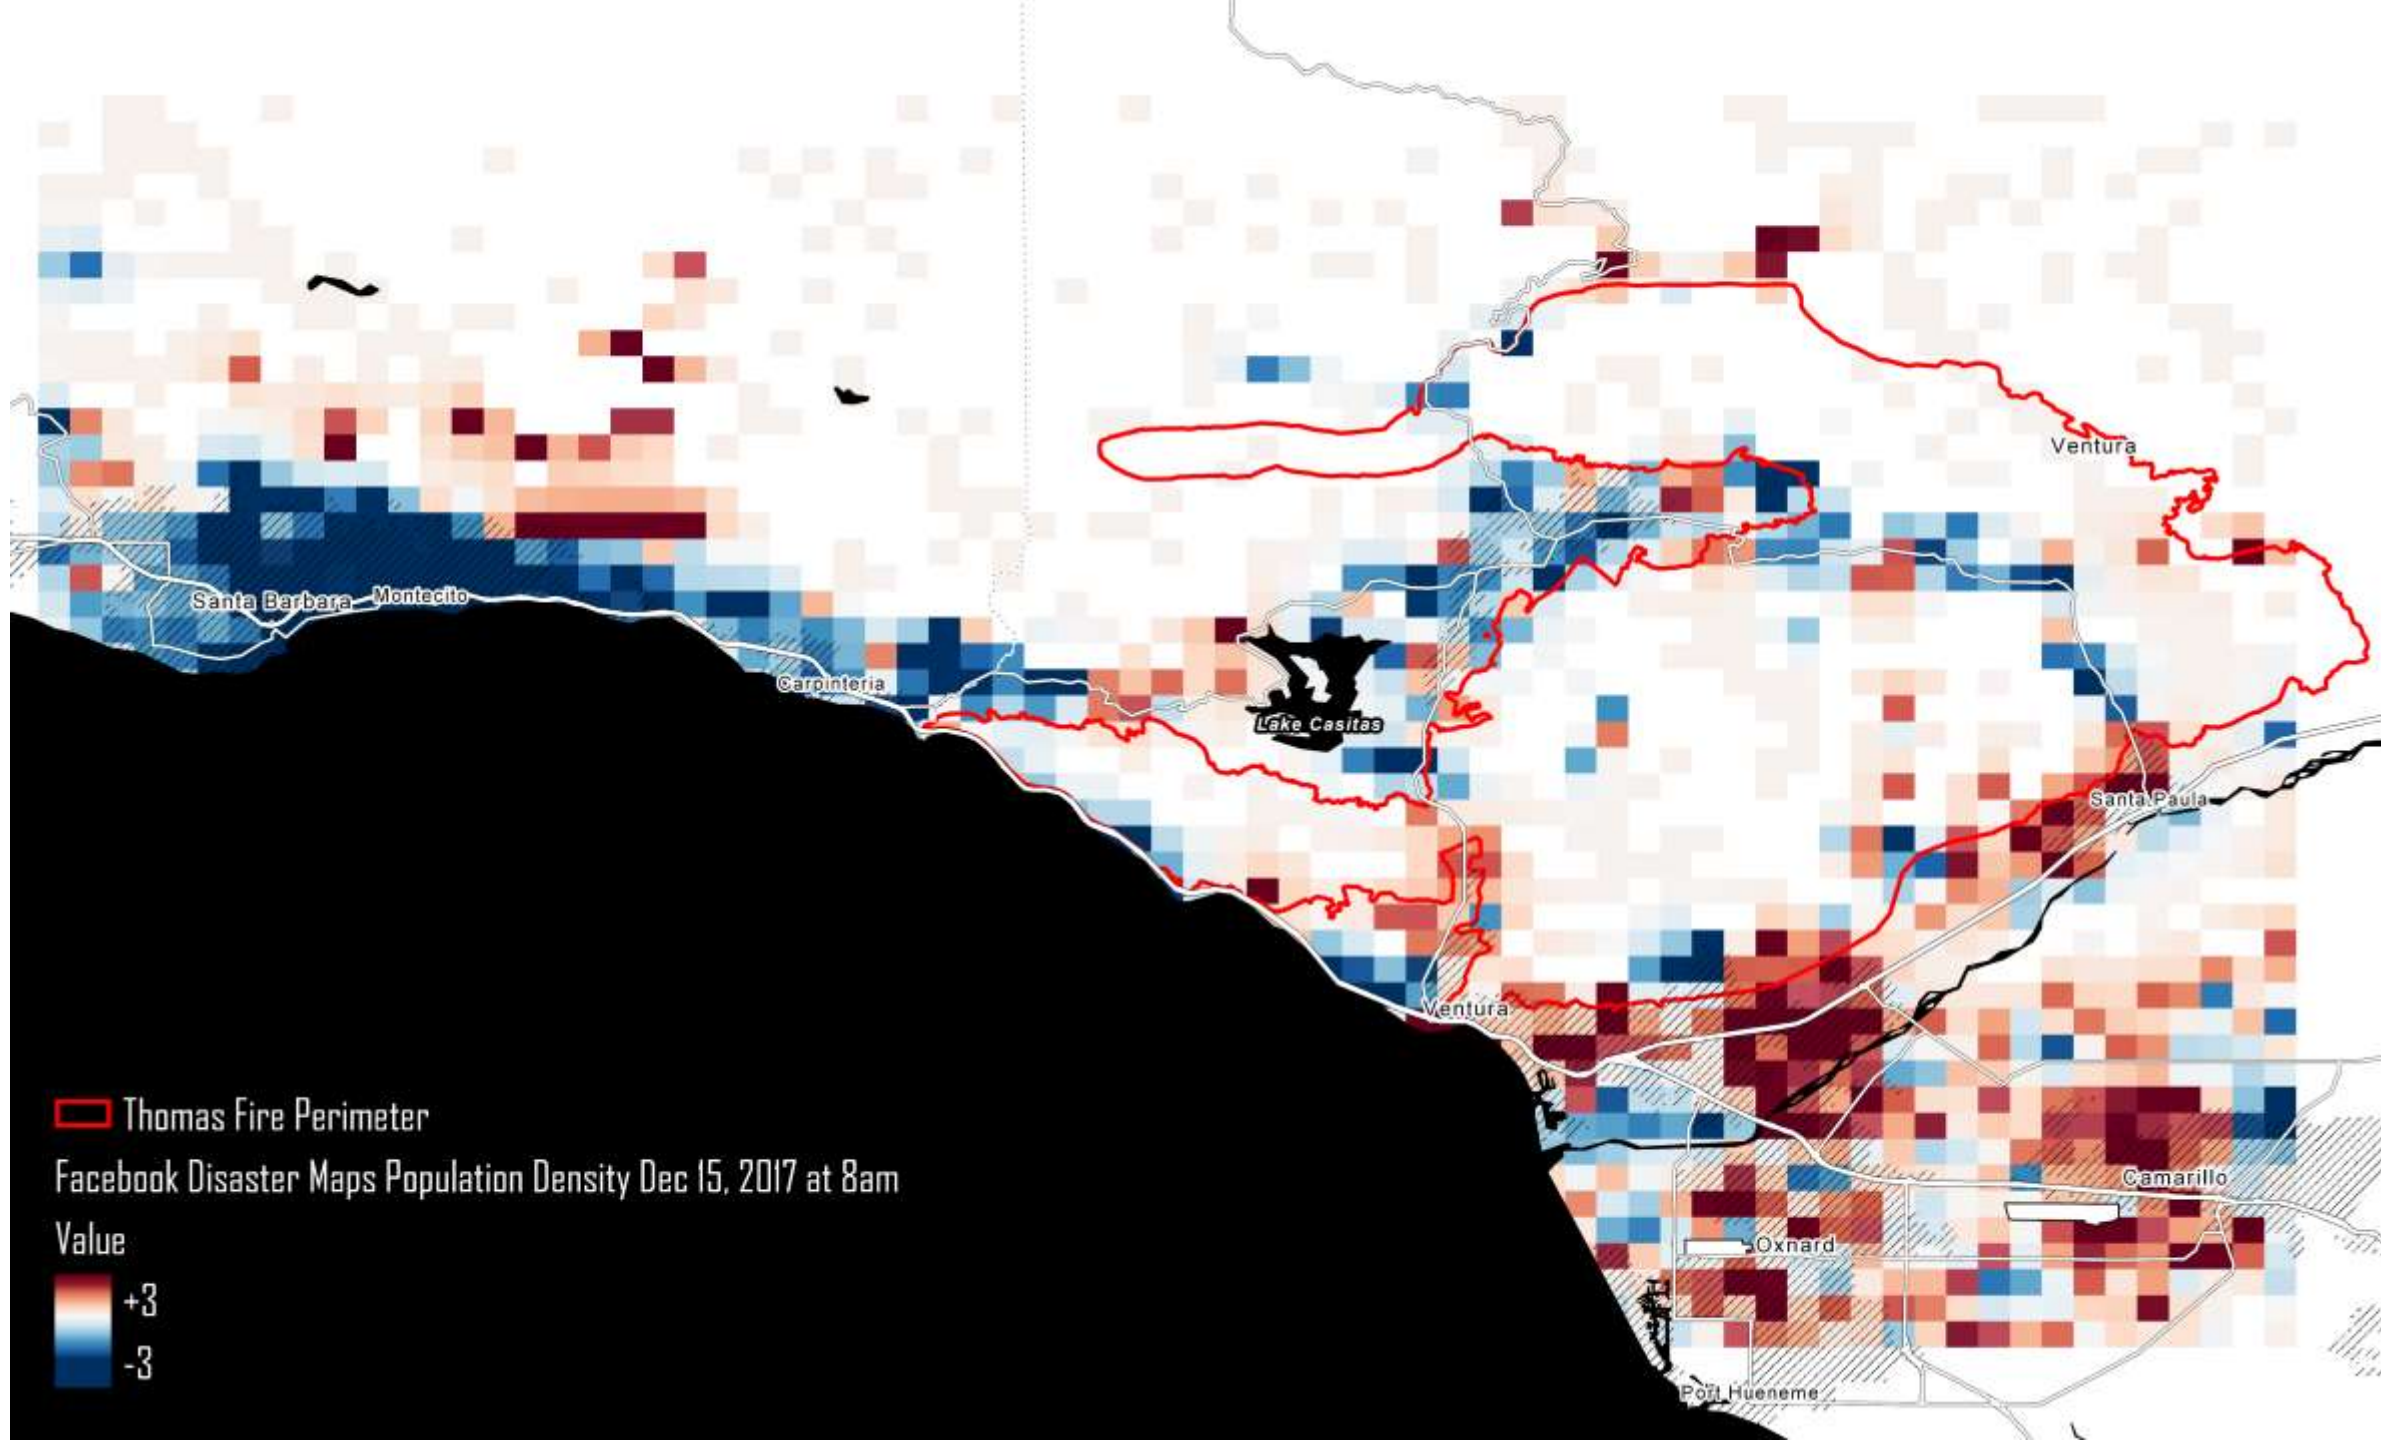 Ventura
Santa Barbara
Montecito
Carpinteria
Lake Casitas
Santa Paula
Ventura
Thomas Fire Perimeter
Facebook Disaster Maps Population Density Dec 15, 2017 at 8am
Camarillo
Value
Oxnard
+3
-3
Port Hueneme